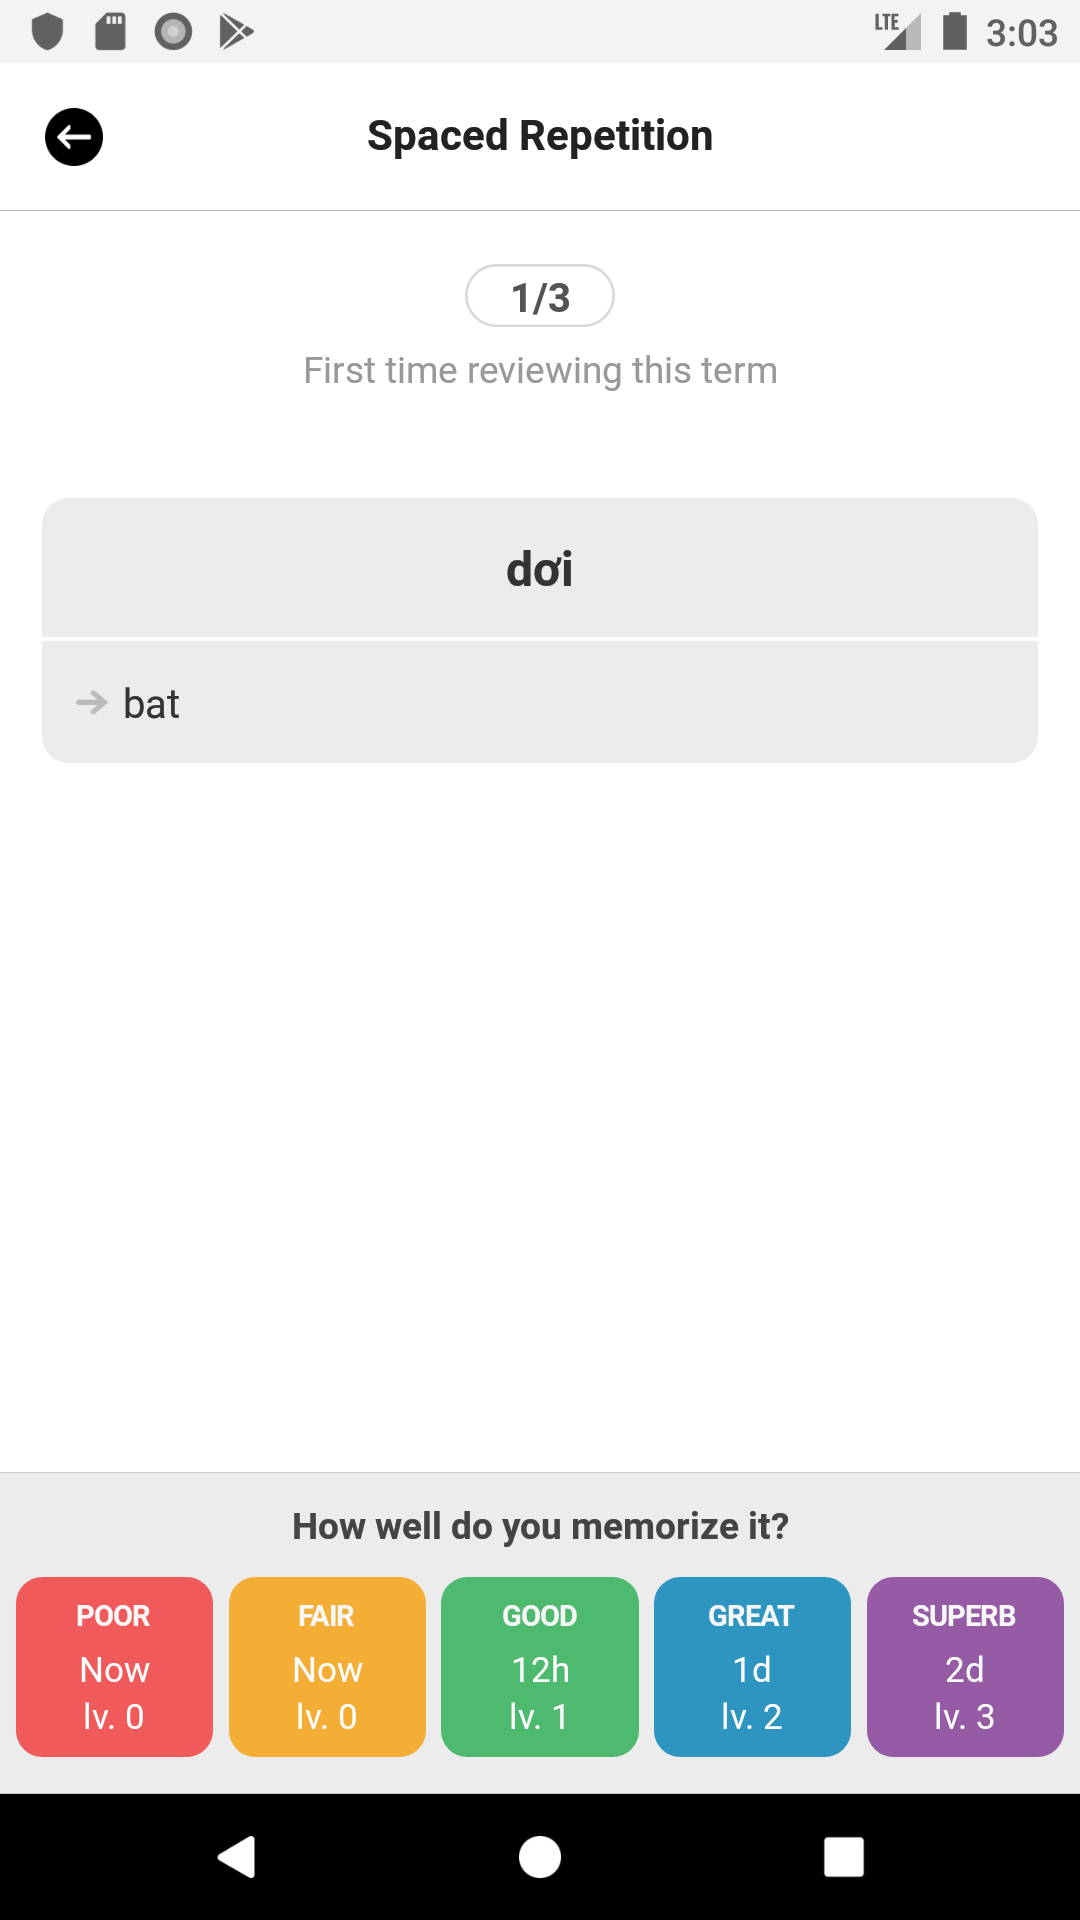 LTE 3:03
Spaced Repetition
1/3
First time reviewing this term
dơi
bat
How well do you memorize it?
POOR FAIR GOOD GREAT SUPERB
Now Now 12h 1d 2d
lv. 0 lv. 0 lv. 1 lv. 2 lv. 3